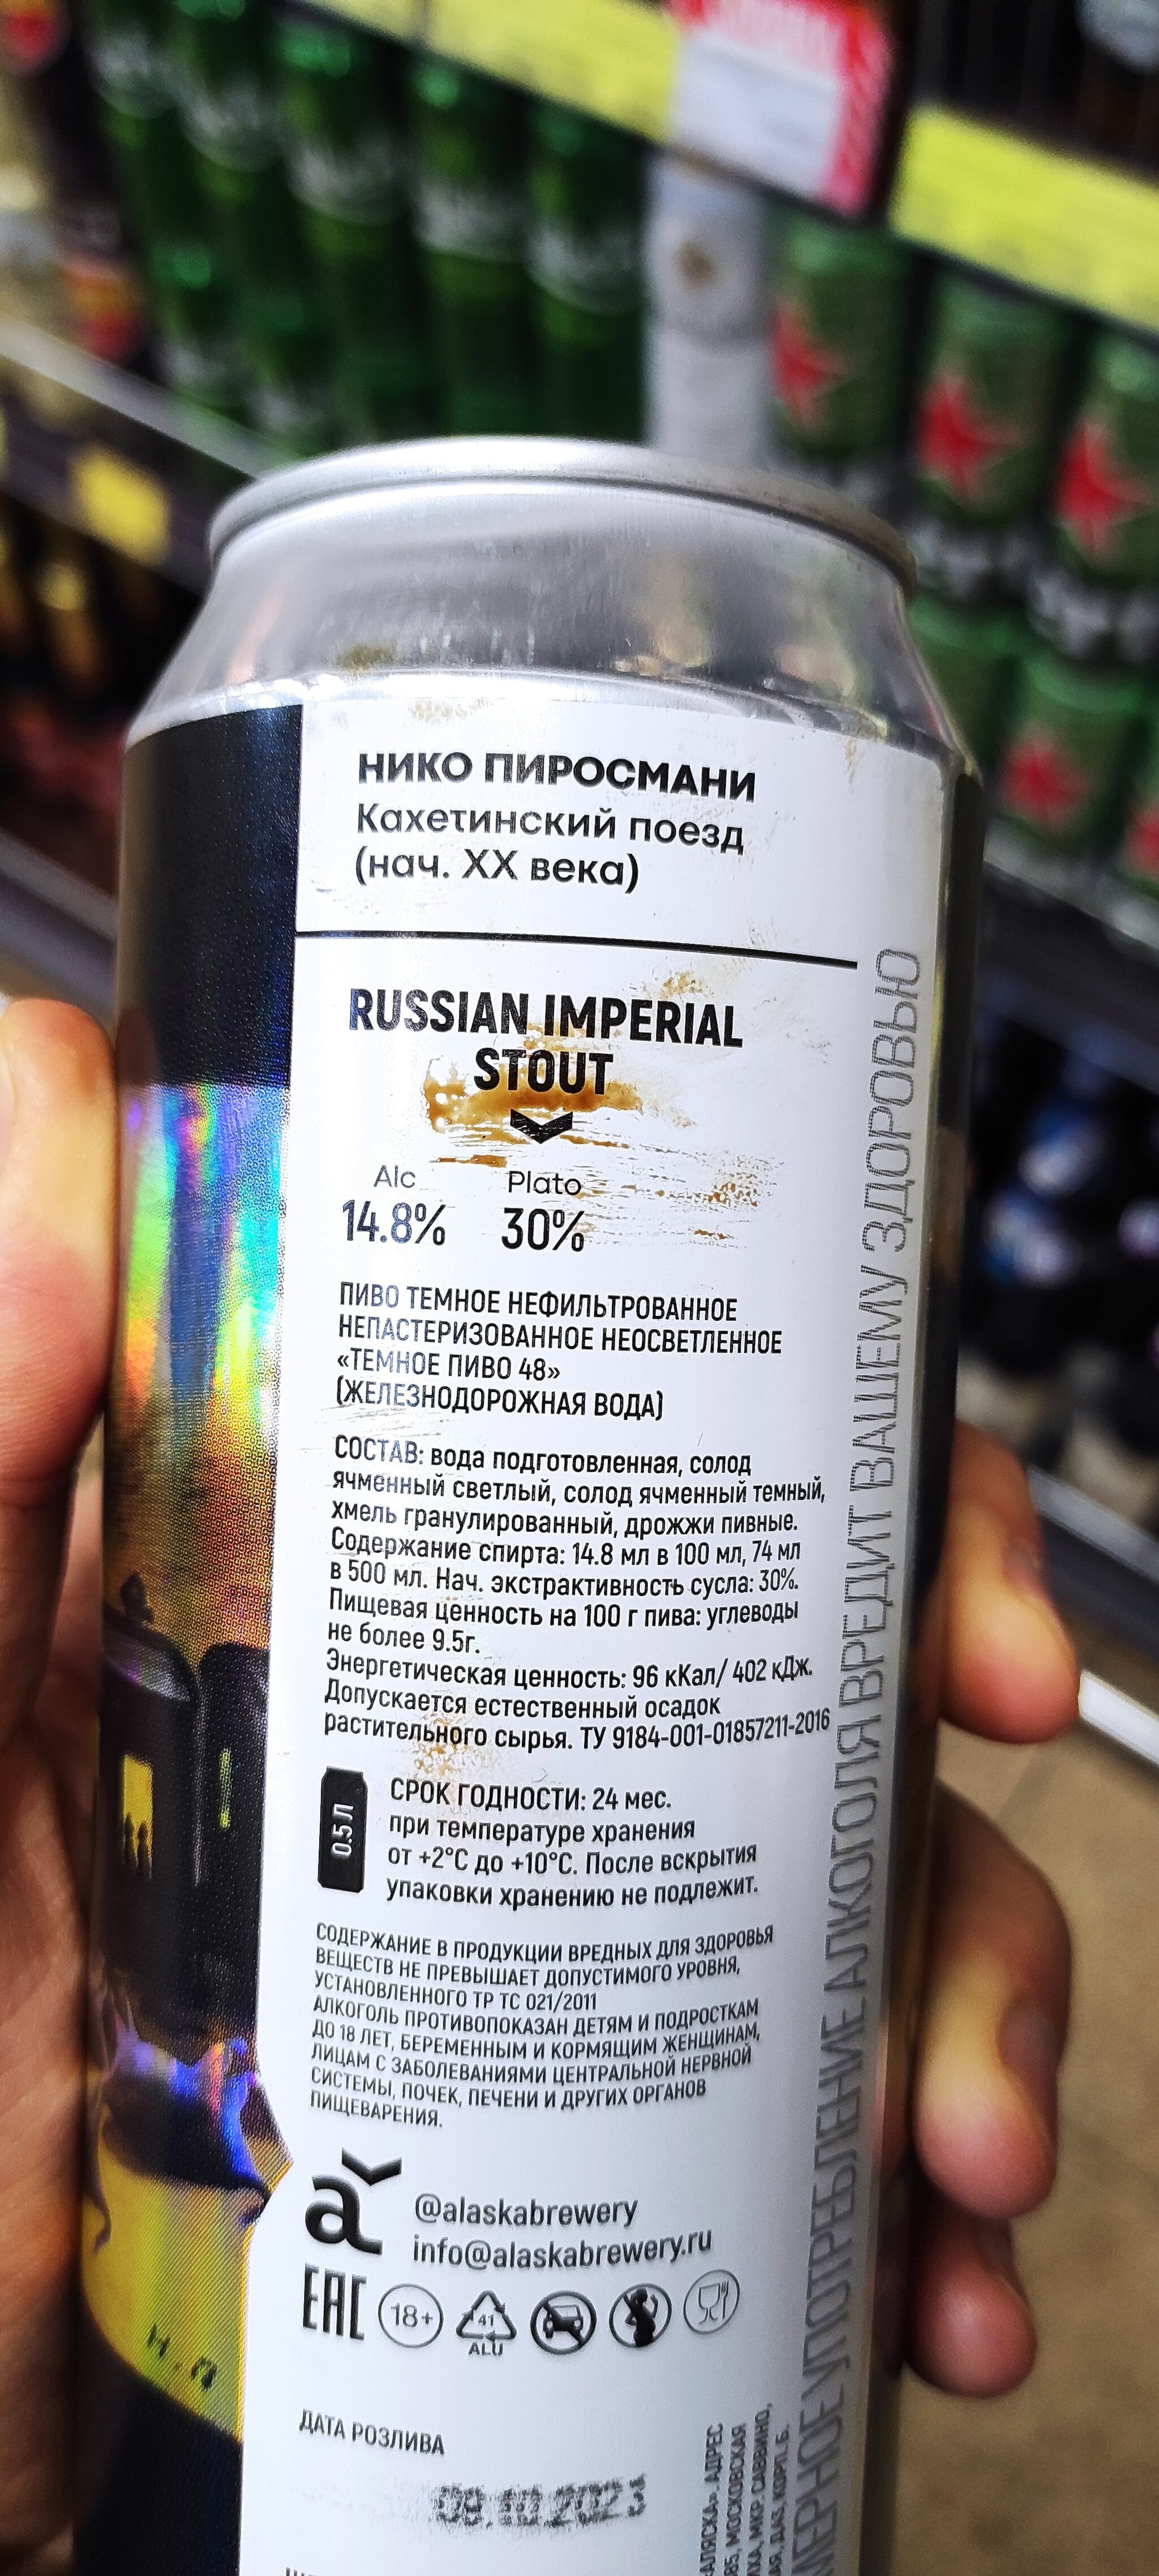 НИКО ПИРОСМАНИ
Кахетинский поезд
(нач. XX века)
RUSSIAN IMPERIAL
STOUT
Alc Plato
14.8% 30%
ПИВО ТЕМНОЕ НЕФИЛЬТРОВАННОЕ
НЕПАСТЕРИЗОВАННОЕ НЕОСВЕТЛЕННОЕ
«ТЕМНОЕ ПИВО 48»
(ЖЕЛЕЗНОДОРОЖНАЯ ВОДА)
СОСТАВ: вода подготовленная, солод
ячменный светлый, солод ячменный темный,
хмель гранулированный, дрожжи пивные.
Содержание спирта: 14.8 мл в 100 мл, 74 мл
в 500 мл. Нач. экстрактивность сусла: 30%.
Пищевая ценность на 100 г пива: углеводы
не более 9.5г.
Энергетическая ценность: 96 кКал/ 402 кДж.
Допускается естественный осадок
растительного сырья. ТУ 9184-001-01857211-2016
0.5 Л
СРОК ГОДНОСТИ: 24 мес.
при температуре хранения
от +2°C до +10°C. После вскрытия
упаковки хранению не подлежит.
СОДЕРЖАНИЕ В ПРОДУКЦИИ ВРЕДНЫХ ДЛЯ ЗДОРОВЬЯ
ВЕЩЕСТВ НЕ ПРЕВЫШАЕТ ДОПУСТИМОГО УРОВНЯ,
УСТАНОВЛЕННОГО ТР ТС 021/2011
АЛКОГОЛЬ ПРОТИВОПОКАЗАН ДЕТЯМ И ПОДРОСТКАМ
ДО 18 ЛЕТ, БЕРЕМЕННЫМ И КОРМЯЩИМ ЖЕНЩИНАМ,
ЛИЦАМ С ЗАБОЛЕВАНИЯМИ ЦЕНТРАЛЬНОЙ НЕРВНОЙ
СИСТЕМЫ, ПОЧЕК, ПЕЧЕНИ И ДРУГИХ ОРГАНОВ
ПИЩЕВАРЕНИЯ.
@alaskabrewery
info@alaskabrewery.ru
ЕАС 18+ 41
ALU
ДАТА РОЗЛИВА
08.10.2023
УПОТРЕБЛЕНИЕ АЛКОГОЛЯ ВРЕДИТ ВАШЕМУ ЗДОРОВЬЮ
АДРЕС
МОСКОВСКАЯ
МКР. САВВИНО,
Н.П